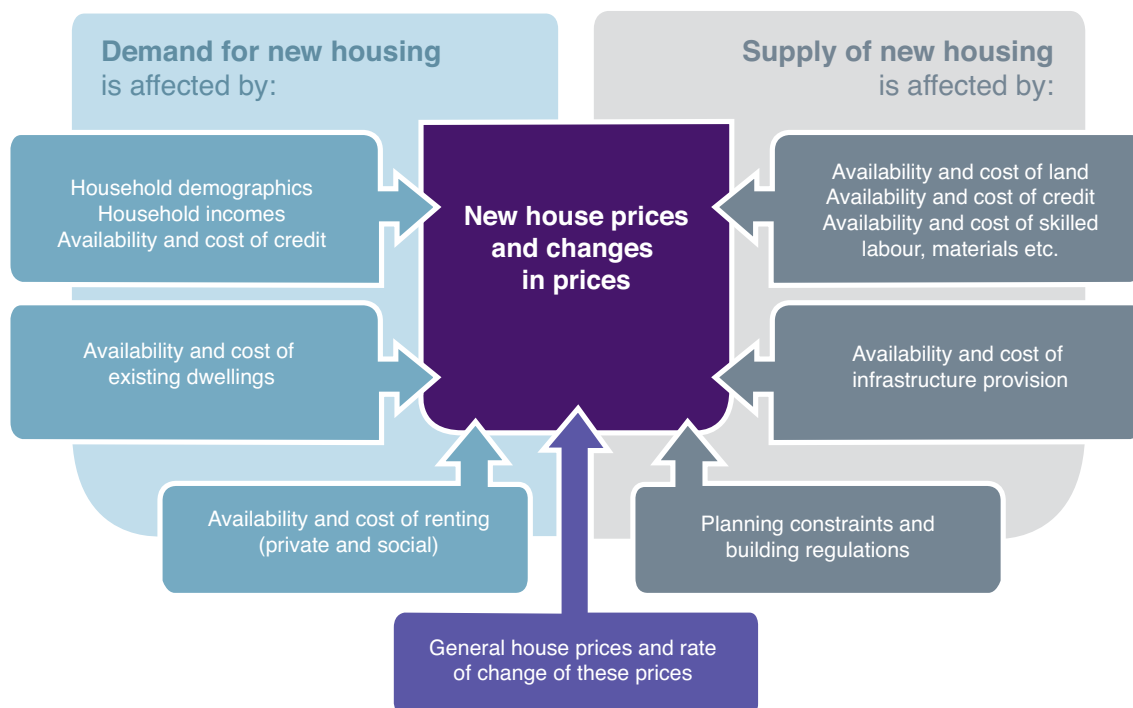 Demand for new housing
is affected by:
Supply of new housing
is affected by:
Household demographics
Household incomes
Availability and cost of credit
New house prices
and changes
in prices
Availability and cost of land
Availability and cost of credit
Availability and cost of skilled
labour, materials etc.
Availability and cost of
existing dwellings
Availability and cost of
infrastructure provision
Availability and cost of renting
(private and social)
Planning constraints and
building regulations
General house prices and rate
of change of these prices